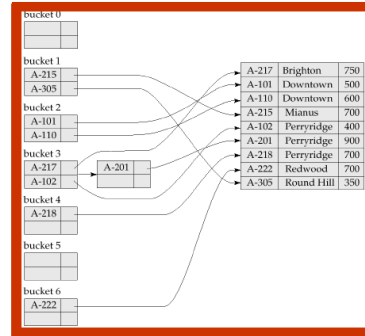 bucket 0
bucket 1
A-215
A-305
bucket 2
A-101
A-110
bucket 3
A-217
A-102
A-201
bucket 4
A-218
bucket 5
bucket 6
A-222
A-217 Brighton 750
A-101 Downtown 500
A-110 Downtown 600
A-215 Mianus 700
A-102 Perryridge 400
A-201 Perryridge 900
A-218 Perryridge 700
A-222 Redwood 700
A-305 Round Hill 350